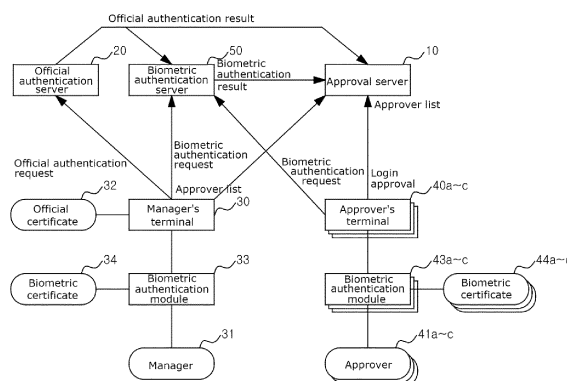 Official authentication result
20
50
10
Official
authentication
server
Biometric
authentication
server
Biometric
authentication
result
Approval server
Approver list
Official authentication
request
Biometric
authentication
request
Biometric
authentication
request
Login
approval
Approver list
32
30
40a~c
Official
certificate
Manager's
terminal
Approver's
terminal
34
33
43a~c
44a~c
Biometric
certificate
Biometric
authentication
module
Biometric
authentication
module
Biometric
certificate
31
41a~c
Manager
Approver